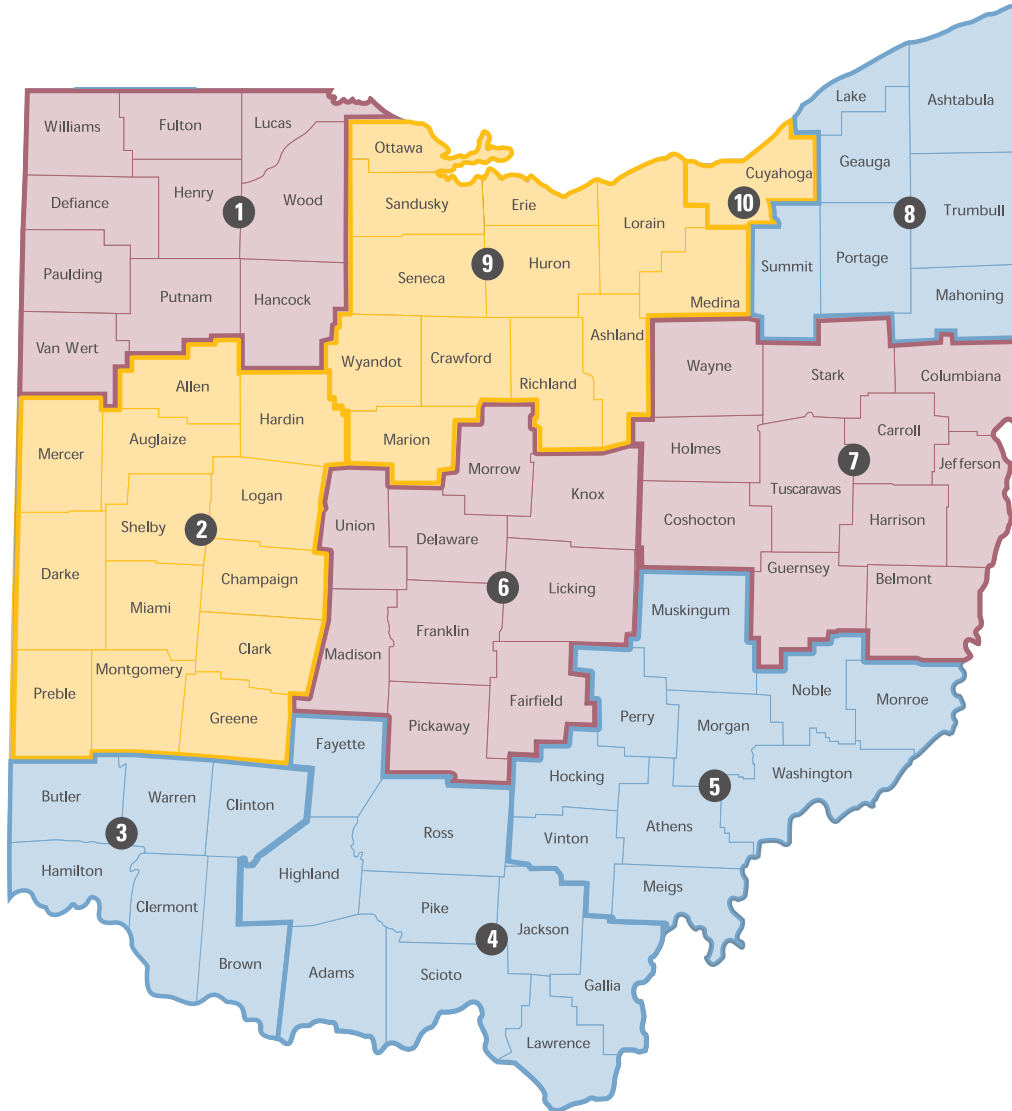 Lake
Ashtabula
Williams
Fulton
Lucas
Ottawa
Geauga
Cuyahoga
Henry
Wood
Defiance
Sandusky
Erie
Lorain
10
Trumbull
1
8
Paulding
Seneca
9
Huron
Summit
Portage
Putnam
Hancock
Medina
Mahoning
Van Wert
Wyandot
Crawford
Ashland
Wayne
Stark
Columbiana
Allen
Richland
Hardin
Mercer
Auglaize
Marion
Carroll
Morrow
Holmes
7
Jefferson
Logan
Knox
Tuscarawas
Shelby
2
Union
Delaware
Coshocton
Harrison
Darke
Champaign
6
Licking
Guernsey
Belmont
Miami
Muskingum
Franklin
Clark
Madison
Montgomery
Preble
Fairfield
Noble
Monroe
Greene
Pickaway
Perry
Morgan
Fayette
Hocking
Washington
Butler
Warren
Clinton
5
3
Ross
Vinton
Athens
Hamilton
Highland
Meigs
Clermont
Pike
Jackson
4
Brown
Adams
Scioto
Gallia
Lawrence